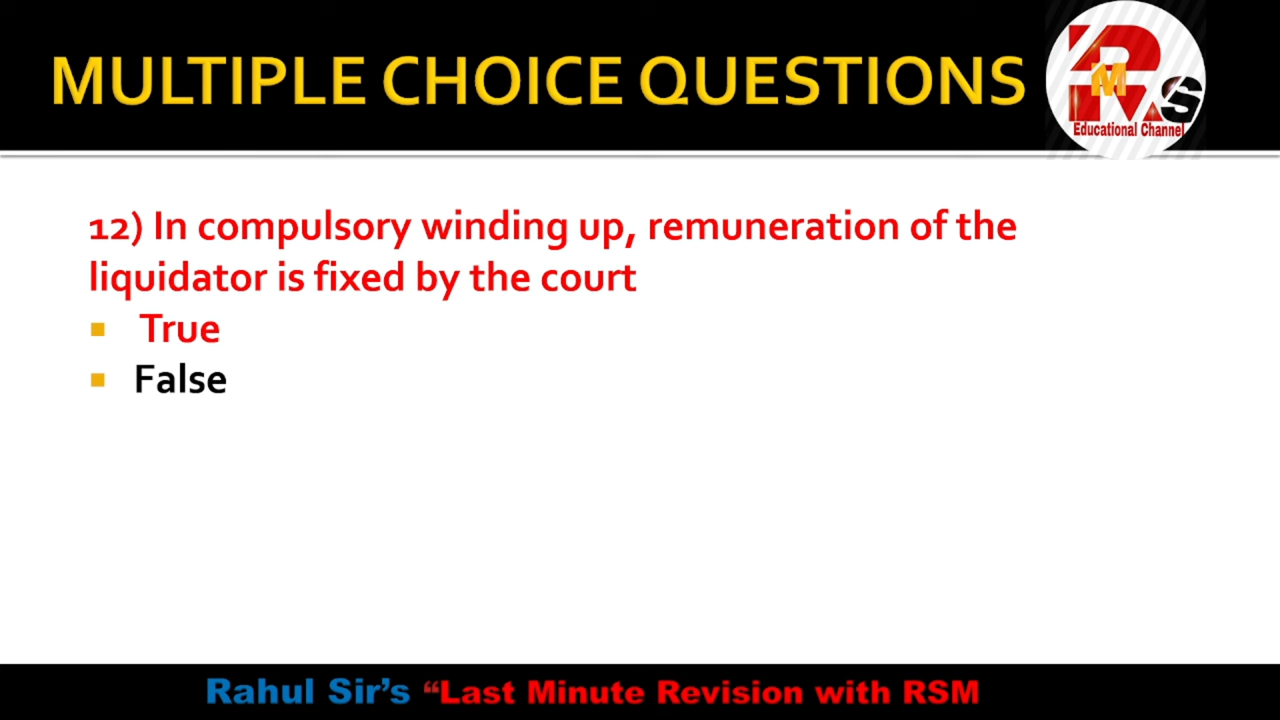 MULTIPLE CHOICE QUESTIONS
RMS
Educational Channel
12) In compulsory winding up, remuneration of the
liquidator is fixed by the court
True
False
Rahul Sir's “Last Minute Revision with RSM